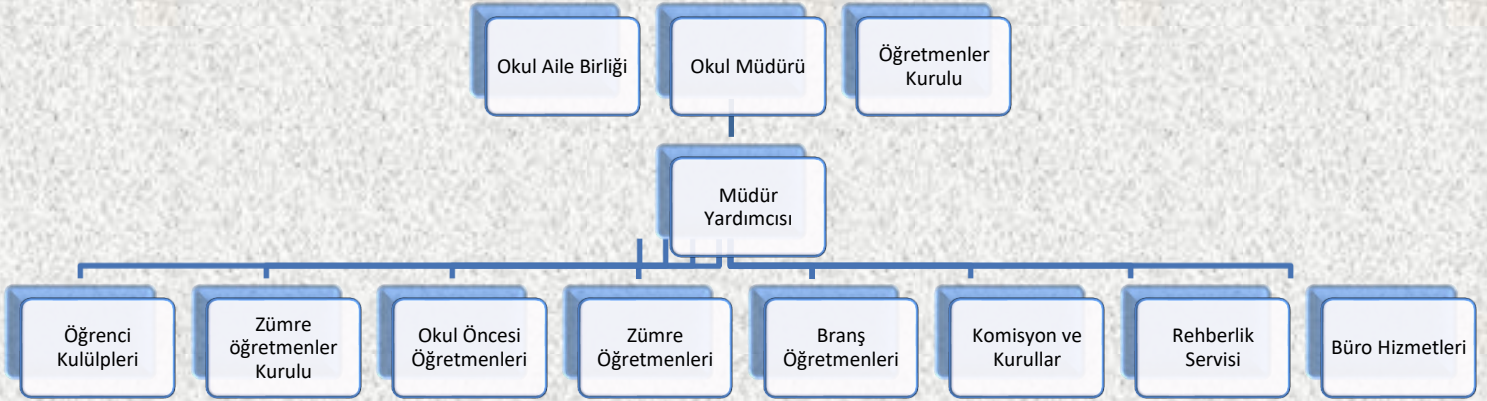 Okul Aile Birliği
Okul Müdürü
Öğretmenler
Kurulu
Müdür
Yardımcısı
Öğrenci
Kulülpleri
Zümre
öğretmenler
Kurulu
Okul Öncesi
Öğretmenleri
Zümre
Öğretmenleri
Branş
Öğretmenleri
Komisyon ve
Kurullar
Rehberlik
Servisi
Büro Hizmetleri